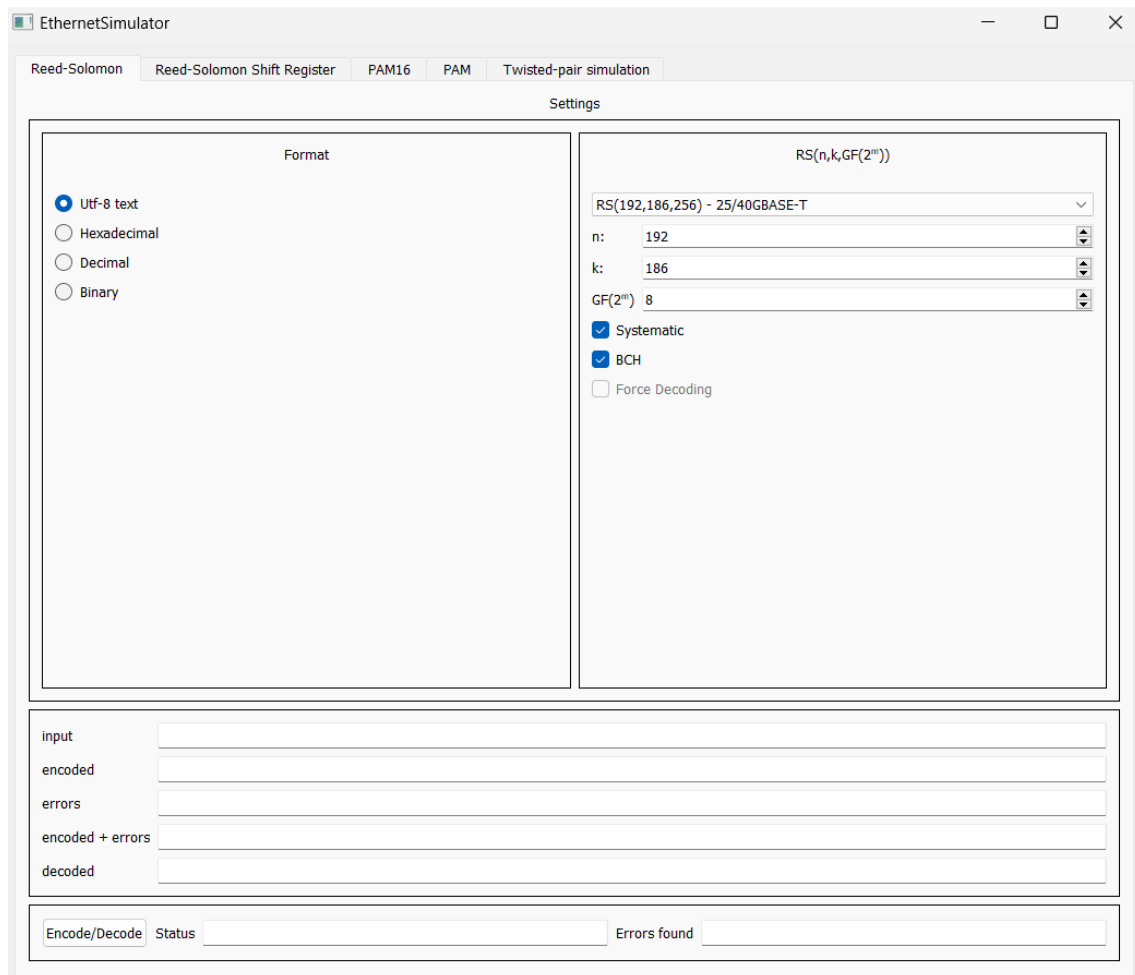 EthernetSimulator
Reed-Solomon Reed-Solomon Shift Register PAM16 PAM Twisted-pair simulation
Settings
Format
Utf-8 text
Hexadecimal
Decimal
Binary
RS(n,k,GF(2ᵐ))
RS(192,186,256) - 25/40GBASE-T
n: 192
k: 186
GF(2ᵐ) 8
Systematic
BCH
Force Decoding
input
encoded
errors
encoded + errors
decoded
Encode/Decode Status Errors found